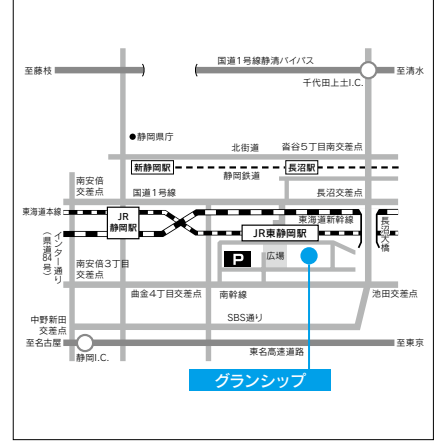 国道1号線静清バイパス
至藤枝
至清水
千代田上土I.C.
静岡県庁
北街道
沓谷5丁目南交差点
新静岡駅
長沼駅
静岡鉄道
南安倍
交差点
国道1号線
長沼交差点
東海道本線
JR
静岡駅
東海道新幹線
JR東静岡駅
長沼大橋
インター通り
(県道84号)
P
広場
南安倍3丁目
交差点
曲金4丁目交差点
南幹線
池田交差点
SBS通り
中野新田
交差点
至名古屋
至東京
東名高速道路
静岡I.C.
グランシップ